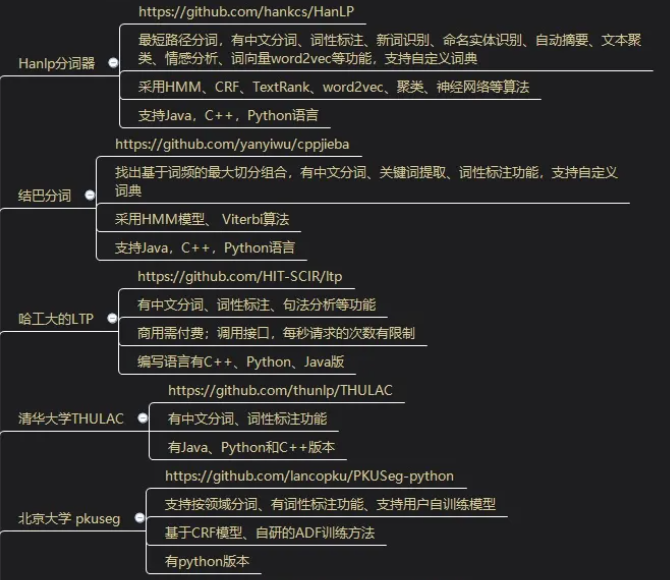 Hanlp分词器
https://github.com/hankcs/HanLP
最短路径分词，有中文分词、词性标注、新词识别、命名实体识别、自动摘要、文本聚
类、情感分析、词向量word2vec等功能，支持自定义词典
采用HMM、CRF、TextRank、word2vec、聚类、神经网络等算法
支持Java，C++，Python语言
结巴分词
https://github.com/yanyiwu/cppjieba
找出基于词频的最大切分组合，有中文分词、关键词提取、词性标注功能，支持自定义
词典
采用HMM模型、 Viterbi算法
支持Java，C++，Python语言
哈工大的LTP
https://github.com/HIT-SCIR/ltp
有中文分词、词性标注、句法分析等功能
商用需付费；调用接口，每秒请求的次数有限制
编写语言有C++、Python、Java版
清华大学THULAC
https://github.com/thunlp/THULAC
有中文分词、词性标注功能
有Java、Python和C++版本
北京大学 pkuseg
https://github.com/lancopku/PKUSeg-python
支持按领域分词、有词性标注功能、支持用户自训练模型
基于CRF模型、自研的ADF训练方法
有python版本